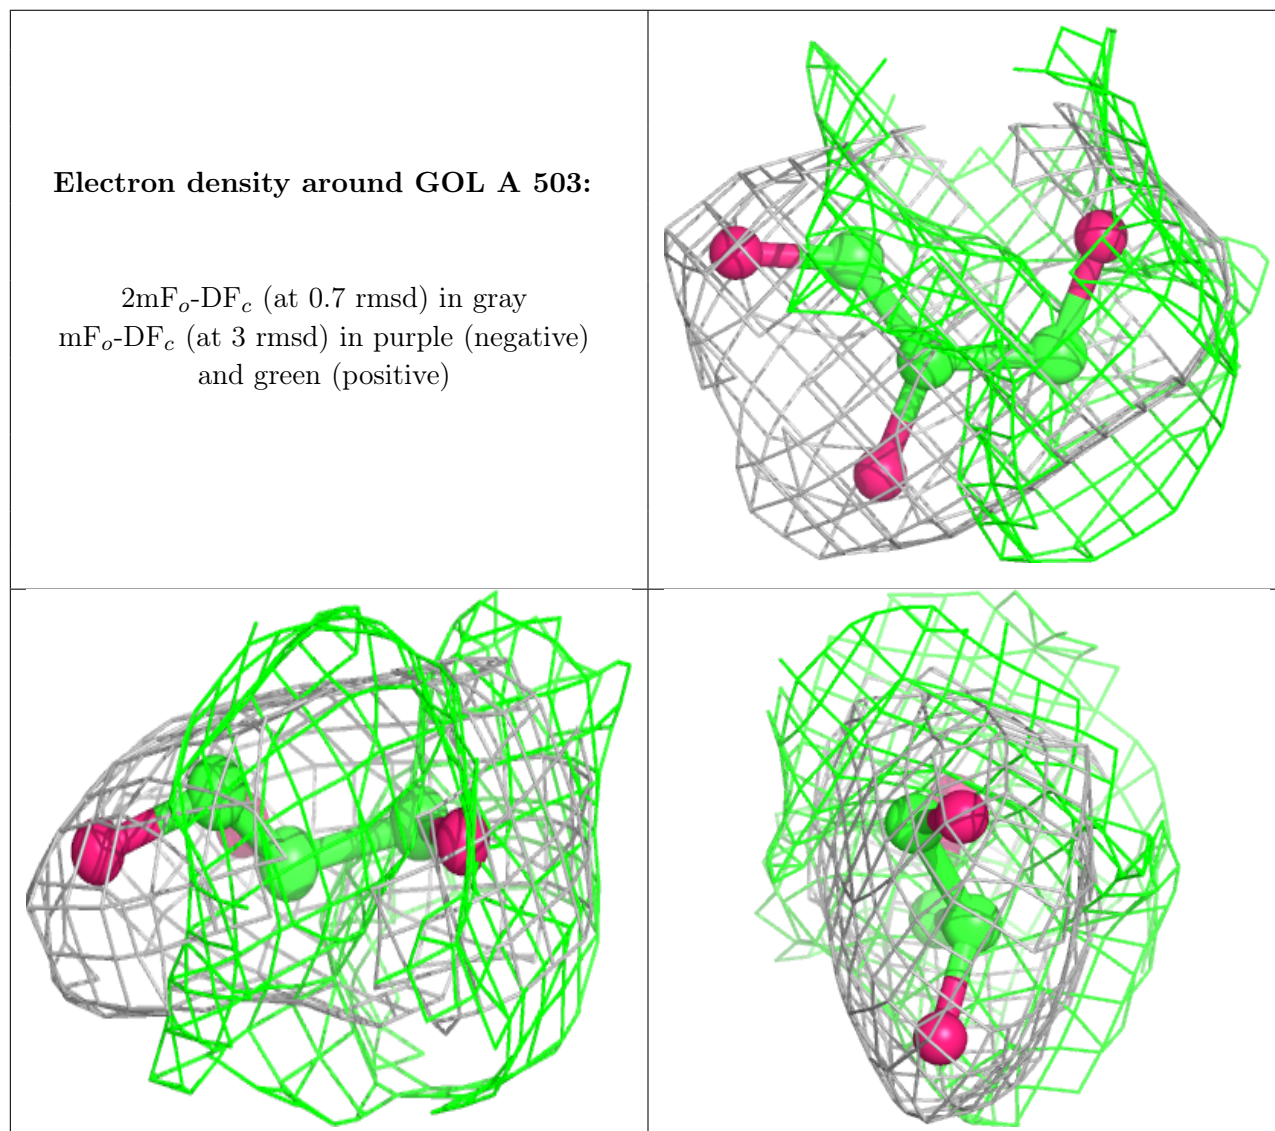 Electron density around GOL A 503:
2mFo-DFc (at 0.7 rmsd) in gray
mFo-DFc (at 3 rmsd) in purple (negative)
and green (positive)